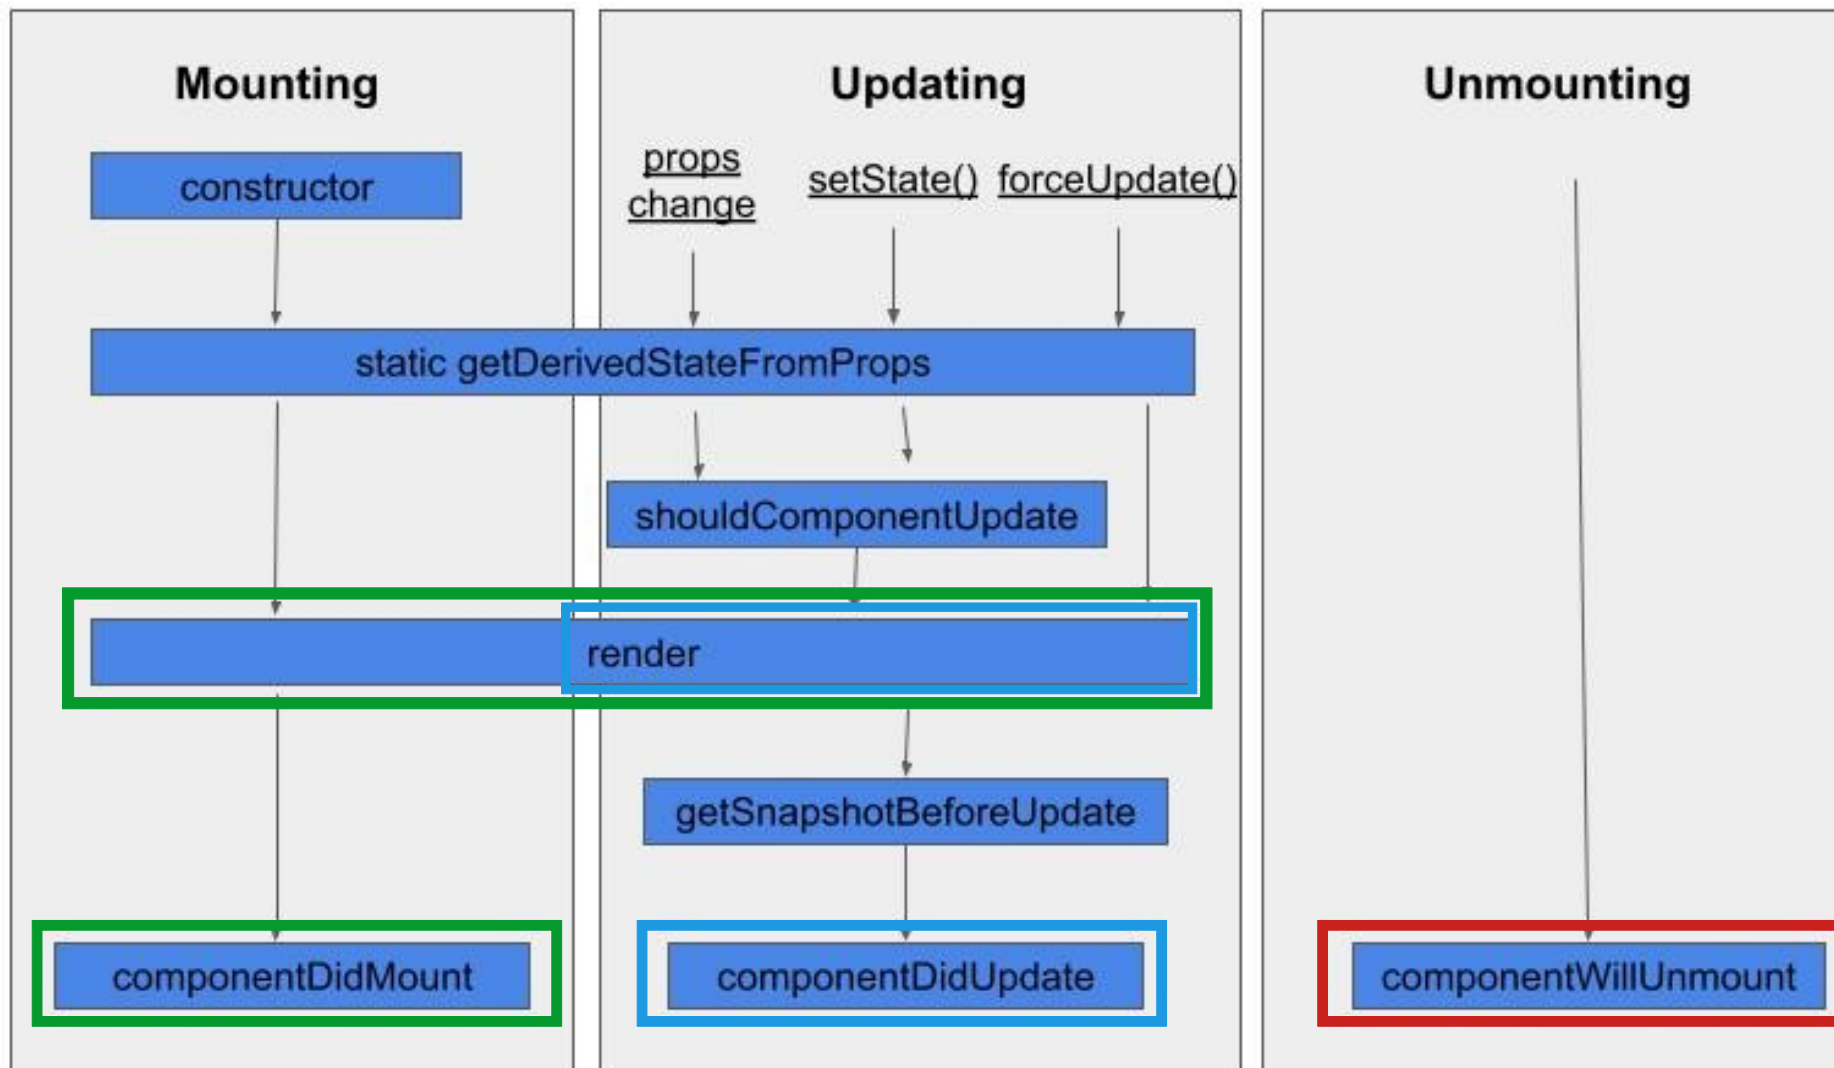 Mounting
constructor
Updating
props
change
setState()
forceUpdate()
Unmounting
static getDerivedStateFromProps
shouldComponentUpdate
render
getSnapshotBeforeUpdate
componentDidMount
componentDidUpdate
componentWillUnmount